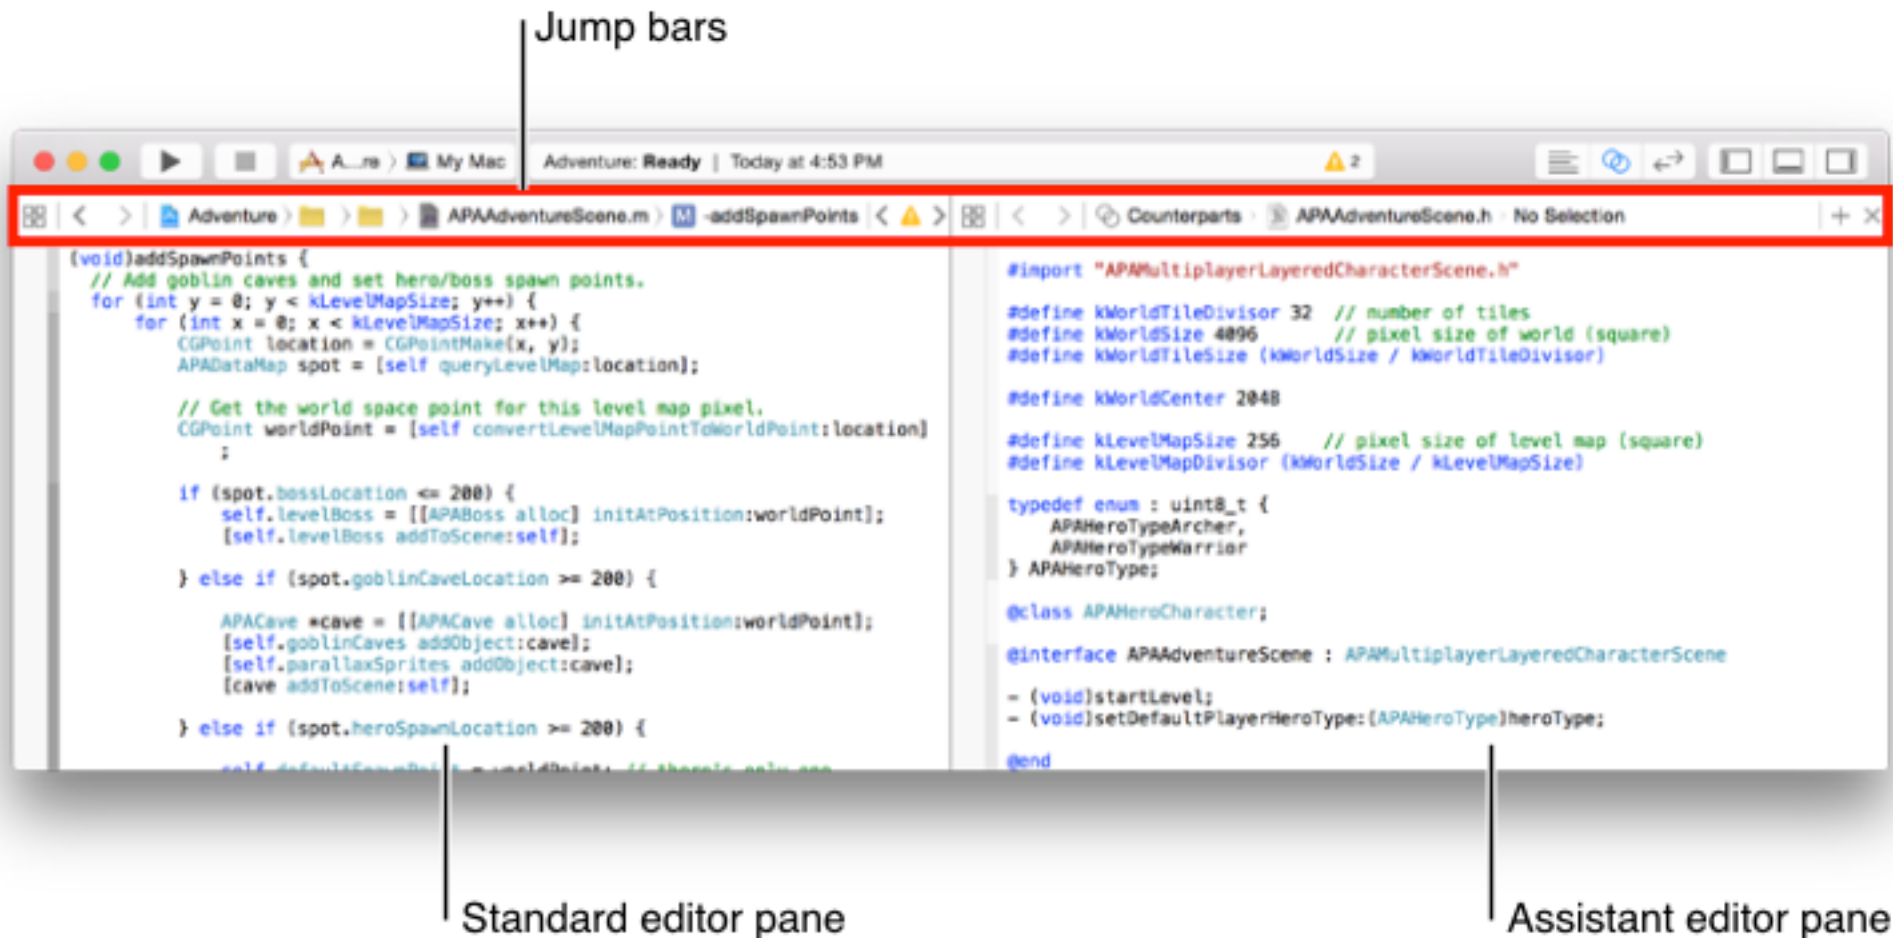 Jump bars
A...re 〉 My Mac
Adventure: Ready | Today at 4:53 PM
2
Adventure 〉 〉 〉 APAAdventureScene.m 〉 M -addSpawnPoints < >
< > Counterparts 〉 APAAdventureScene.h 〉 No Selection + ×
(void)addSpawnPoints {
// Add goblin caves and set hero/boss spawn points.
for (int y = 0; y < kLevelMapSize; y++) {
for (int x = 0; x < kLevelMapSize; x++) {
CGPoint location = CGPointMake(x, y);
APADataMap spot = [self queryLevelMap:location];
// Get the world space point for this level map pixel.
CGPoint worldPoint = [self convertLevelMapPointToWorldPoint:location]
;
if (spot.bossLocation <= 200) {
self.levelBoss = [[APABoss alloc] initAtPosition:worldPoint];
[self.levelBoss addToScene:self];
} else if (spot.goblinCaveLocation >= 200) {
APACave *cave = [[APACave alloc] initAtPosition:worldPoint];
[self.goblinCaves addObject:cave];
[self.parallaxSprites addObject:cave];
[cave addToScene:self];
} else if (spot.heroSpawnLocation >= 200) {
self.defaultSpawnPoint = worldPoint; // there's only one
#import "APAMultiplayerLayeredCharacterScene.h"
#define kWorldTileDivisor 32 // number of tiles
#define kWorldSize 4096 // pixel size of world (square)
#define kWorldTileSize (kWorldSize / kWorldTileDivisor)
#define kWorldCenter 2048
#define kLevelMapSize 256 // pixel size of level map (square)
#define kLevelMapDivisor (kWorldSize / kLevelMapSize)
typedef enum : uint8_t {
APAHeroTypeArcher,
APAHeroTypeWarrior
} APAHeroType;
@class APAHeroCharacter;
@interface APAAdventureScene : APAMultiplayerLayeredCharacterScene
- (void)startLevel;
- (void)setDefaultPlayerHeroType:(APAHeroType)heroType;
@end
Standard editor pane
Assistant editor pane